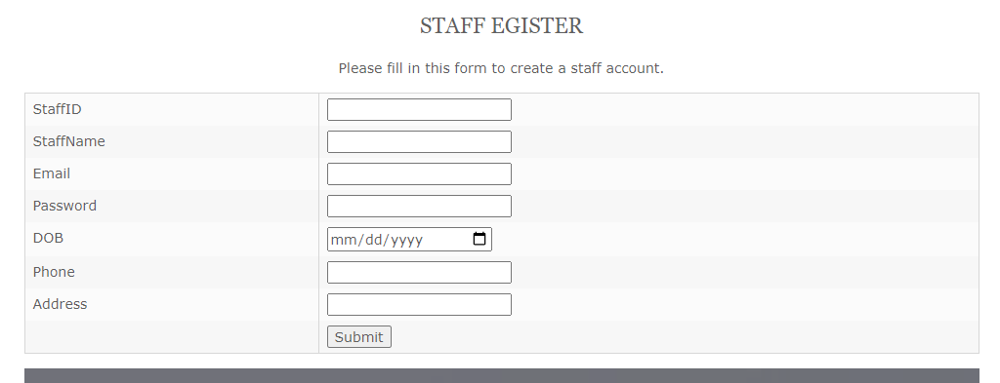 STAFF EGISTER
Please fill in this form to create a staff account.
StaffID
StaffName
Email
Password
DOB mm/dd/yyyy
Phone
Address
Submit